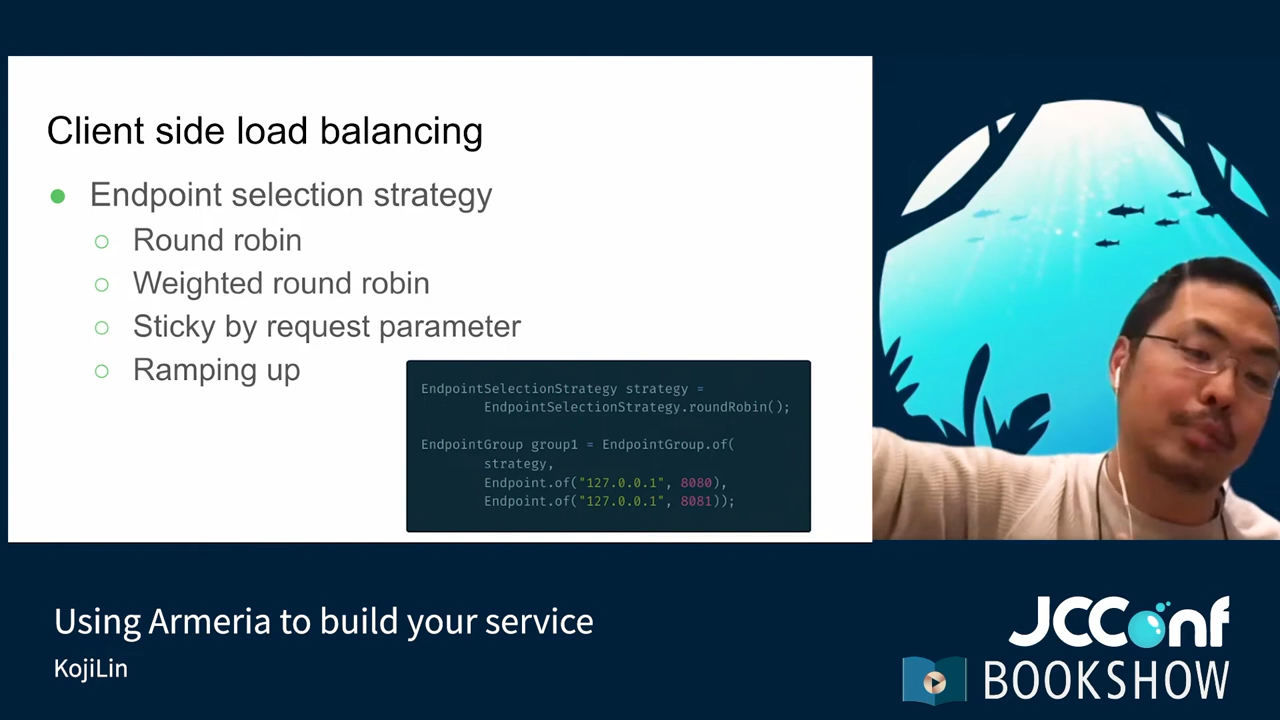 Client side load balancing
● Endpoint selection strategy
○ Round robin
○ Weighted round robin
○ Sticky by request parameter
○ Ramping up
EndpointSelectionStrategy strategy =
EndpointSelectionStrategy.roundRobin();
EndpointGroup group1 = EndpointGroup.of(
strategy,
Endpoint.of("127.0.0.1", 8080),
Endpoint.of("127.0.0.1", 8081));
Using Armeria to build your service
KojiLin
JCConf
BOOKSHOW